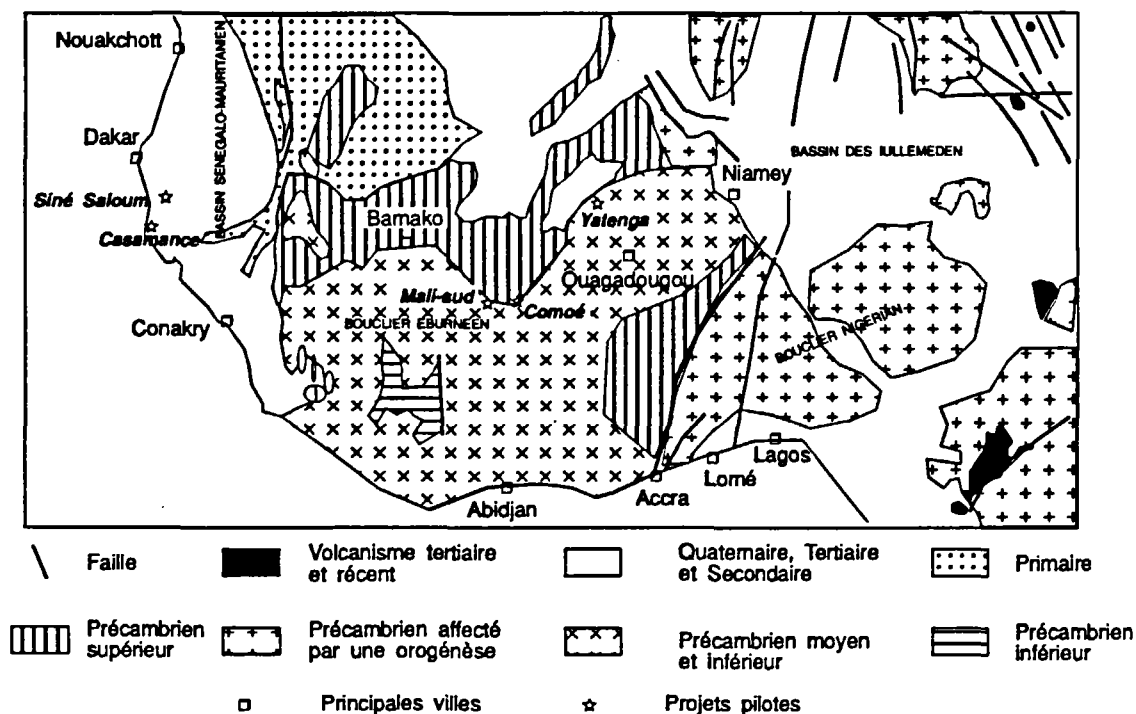 Nouakchott
BASSIN SENEGALO-MAURITANIEN
Dakar
BASSIN DES IULLEMEDEN
Niamey
Siné Saloum
Yatenga
Bamako
Casamance
Ouagadougou
Mali-sud
Comoé
Conakry
BOUCLIER EBURNEEN
BOUCLIER NIGERIAN
Lagos
Lomé
Accra
Abidjan
Faille
Volcanisme tertiaire
et récent
Quaternaire, Tertiaire
et Secondaire
Primaire
Précambrien
supérieur
Précambrien affecté
par une orogénèse
Précambrien moyen
et inférieur
Précambrien
inférieur
Principales villes
Projets pilotes